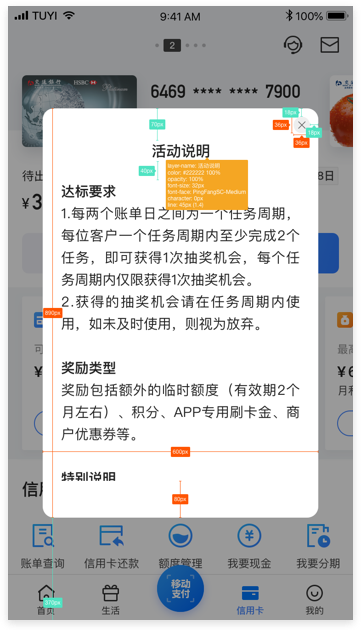 TUYI
9:41 AM
100%
2
交通银行
HSBC
6469 **** **** 7900
70px
18px
36px
18px
36px
活动说明
40px
layer-name: 活动说明
color: #222222 100%
opacity: 100%
font-size: 32px
font-face: PingFangSC-Medium
character: 0px
line: 45px (1.4)
待出
8日
¥3
达标要求
1.每两个账单日之间为一个任务周期,
每位客户一个任务周期内至少完成2个
任务，即可获得1次抽奖机会，每个任
务周期内仅限获得1次抽奖机会。
2.获得的抽奖机会请在任务周期内使
用，如未及时使用，则视为放弃。
890px
可
最高
¥
¥6
月利
奖励类型
奖励包括额外的临时额度（有效期2个
月左右）、积分、APP专用刷卡金、商
户优惠券等。
600px
特别说明
信用
80px
账单查询
信用卡还款
额度管理
我要现金
我要分期
移动
支付
370px
首页
生活
信用卡
我的